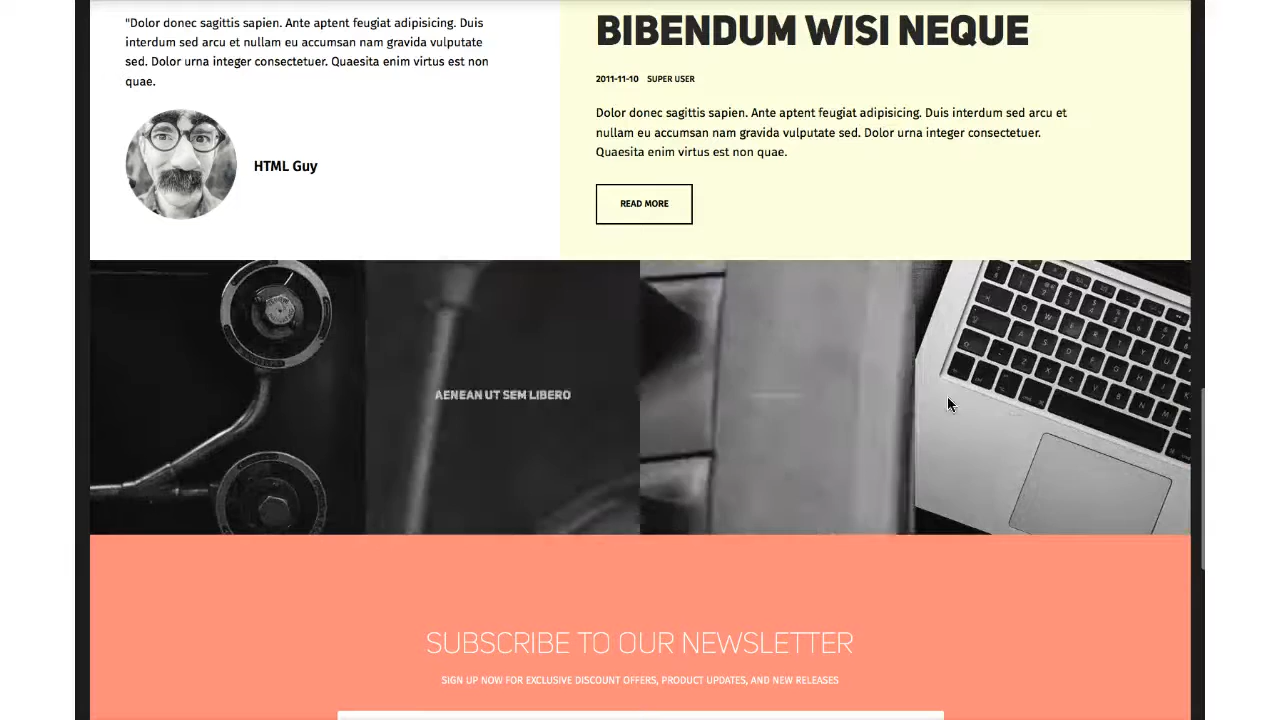 "Dolor donec sagittis sapien. Ante aptent feugiat adipisicing. Duis
interdum sed arcu et nullam eu accumsan nam gravida vulputate
sed. Dolor urna integer consectetuer. Quaesita enim virtus est non
quae.
HTML Guy
BIBENDUM WISI NEQUE
2011-11-10 SUPER USER
Dolor donec sagittis sapien. Ante aptent feugiat adipisicing. Duis interdum sed arcu et
nullam eu accumsan nam gravida vulputate sed. Dolor urna integer consectetuer.
Quaesita enim virtus est non quae.
READ MORE
AENEAN UT SEM LIBERO
SUBSCRIBE TO OUR NEWSLETTER
SIGN UP NOW FOR EXCLUSIVE DISCOUNT OFFERS, PRODUCT UPDATES, AND NEW RELEASES